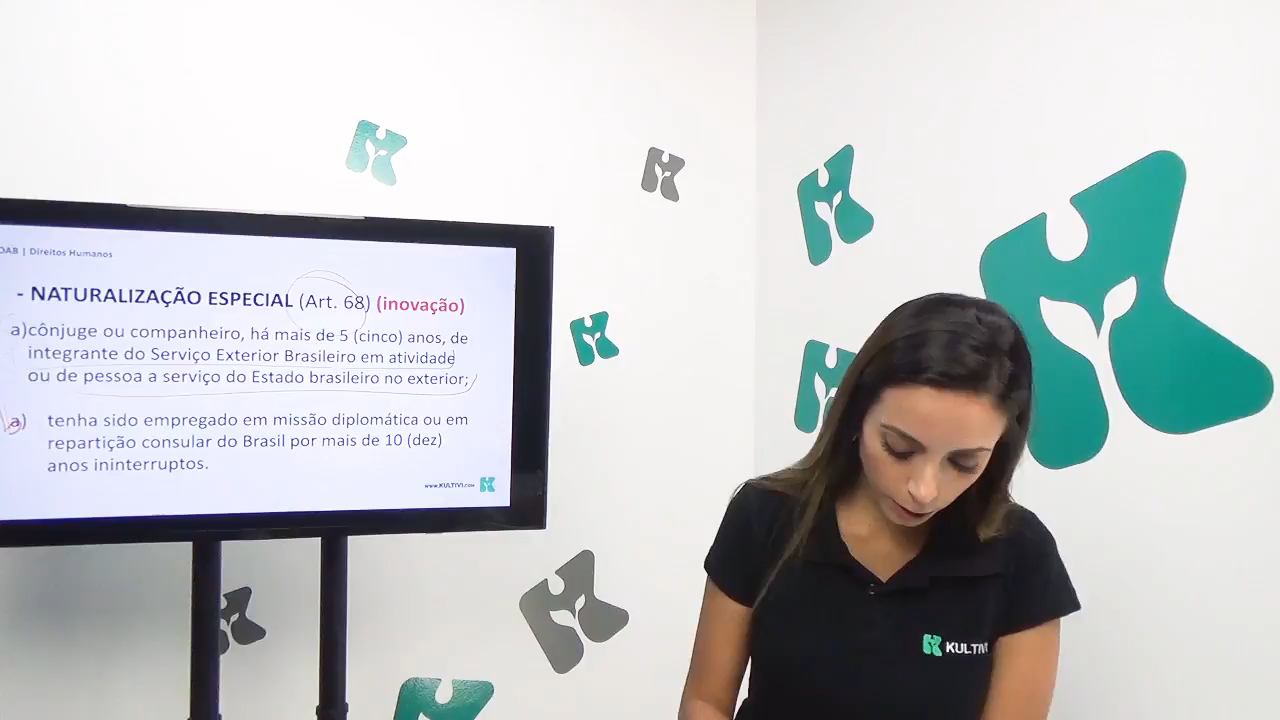 OAB | Direitos Humanos
- NATURALIZAÇÃO ESPECIAL (Art. 68) (inovação)
a)cônjuge ou companheiro, há mais de 5 (cinco) anos, de
integrante do Serviço Exterior Brasileiro em atividade
ou de pessoa a serviço do Estado brasileiro no exterior;
a) tenha sido empregado em missão diplomática ou em
repartição consular do Brasil por mais de 10 (dez)
anos ininterruptos.
www.KULTIVI.com
KULTIVI